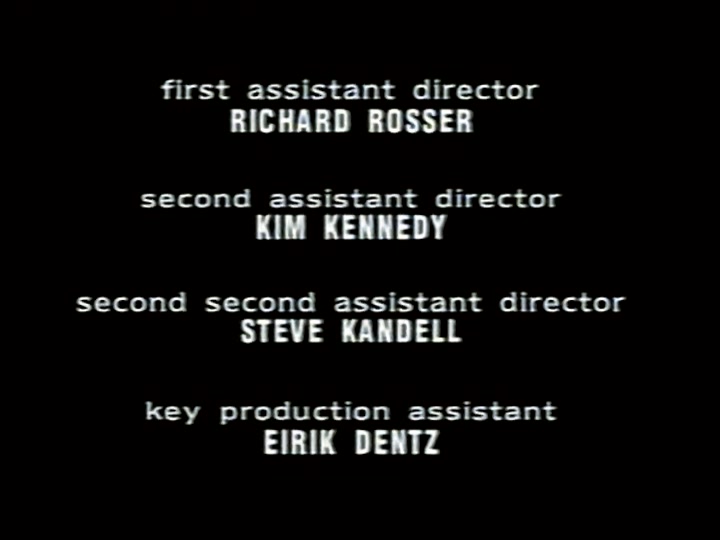 first assistant director
RICHARD ROSSER
second assistant director
KIM KENNEDY
second second assistant director
STEVE KANDELL
key production assistant
EIRIK DENTZ